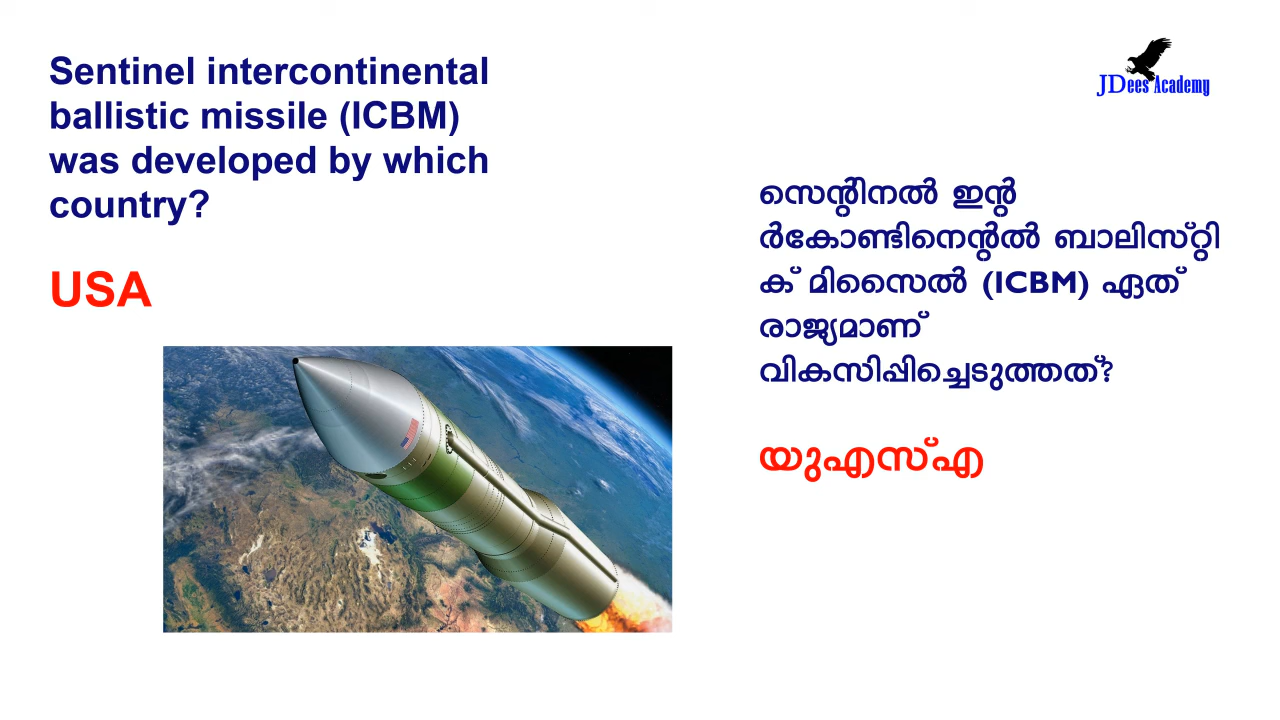 Sentinel intercontinental
ballistic missile (ICBM)
was developed by which
country?
USA
JDees Academy
സെന്റിനൽ ഇന്റ
ർകോണ്ടിനെന്റൽ ബാലിസ്റ്റി
ക് മിസൈൽ (ICBM) ഏത്
രാജ്യമാണ്
വികസിപ്പിച്ചെടുത്തത്?
യുഎസ്എ